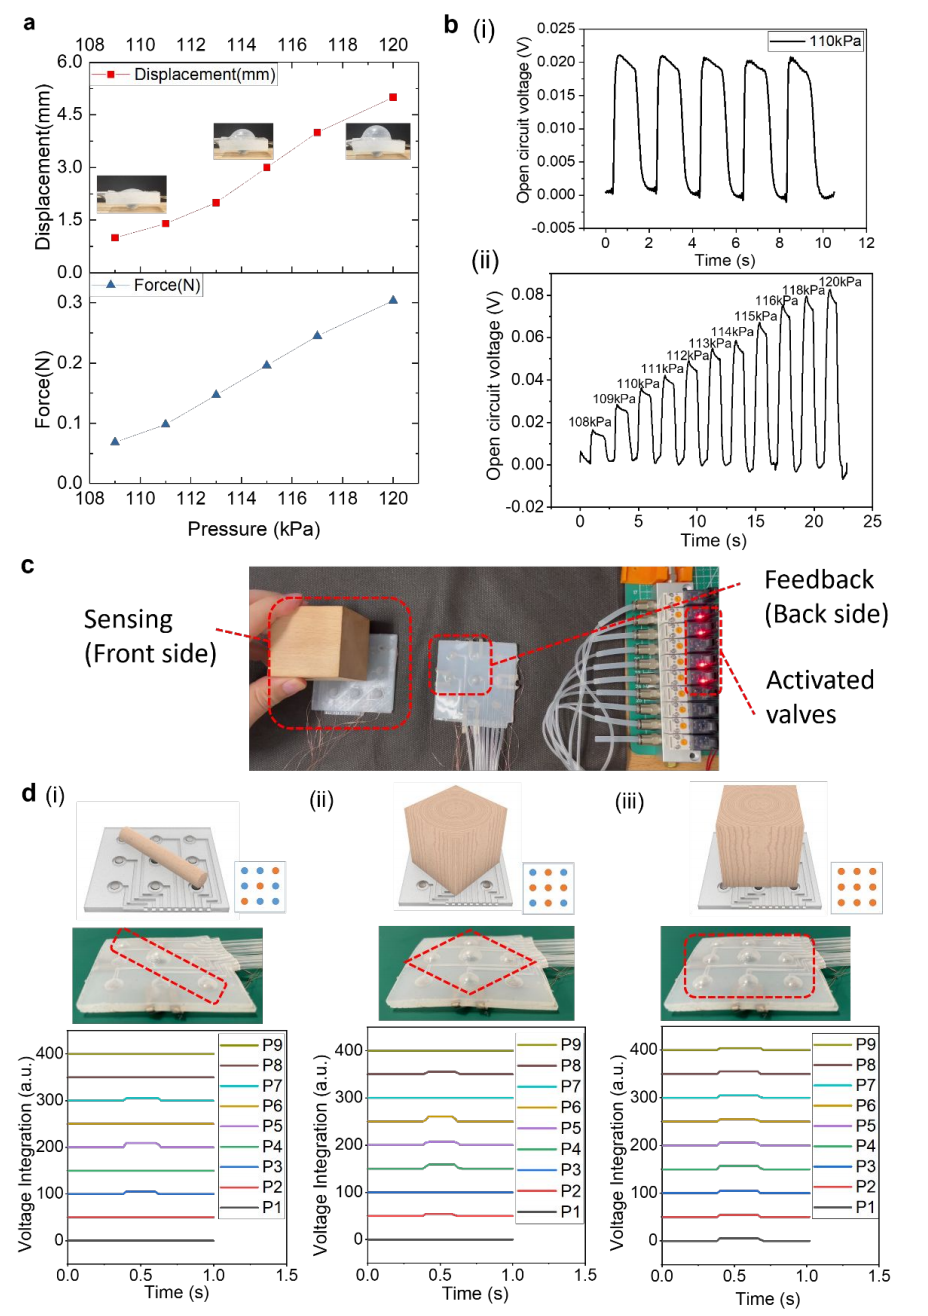 a
108 110 112 114 116 118 120
6.0
4.5
3.0
1.5
0.0
Displacement(mm)
Displacement(mm)
0.3
0.2
0.1
0.0
Force(N)
Force(N)
108 110 112 114 116 118 120
Pressure (kPa)
b (i)
0.025
0.020
0.015
0.010
0.005
0.000
-0.005
Open circuit voltage (V)
110kPa
0 2 4 6 8 10 12
Time (s)
(ii)
0.08
0.06
0.04
0.02
0.00
-0.02
Open circuit voltage (V)
108kPa
109kPa
110kPa
111kPa
112kPa
113kPa
114kPa
115kPa
116kPa
118kPa
120kPa
0 5 10 15 20 25
Time (s)
c
Sensing
(Front side)
Feedback
(Back side)
Activated
valves
d (i)
(ii)
(iii)
400
300
200
100
0
Voltage Integration (a.u.)
P9
P8
P7
P6
P5
P4
P3
P2
P1
0.0 0.5 1.0 1.5
Time (s)
400
300
200
100
0
Voltage Integration (a.u.)
P9
P8
P7
P6
P5
P4
P3
P2
P1
0.0 0.5 1.0 1.5
Time (s)
400
300
200
100
0
Voltage Integration (a.u.)
P9
P8
P7
P6
P5
P4
P3
P2
P1
0.0 0.5 1.0 1.5
Time (s)